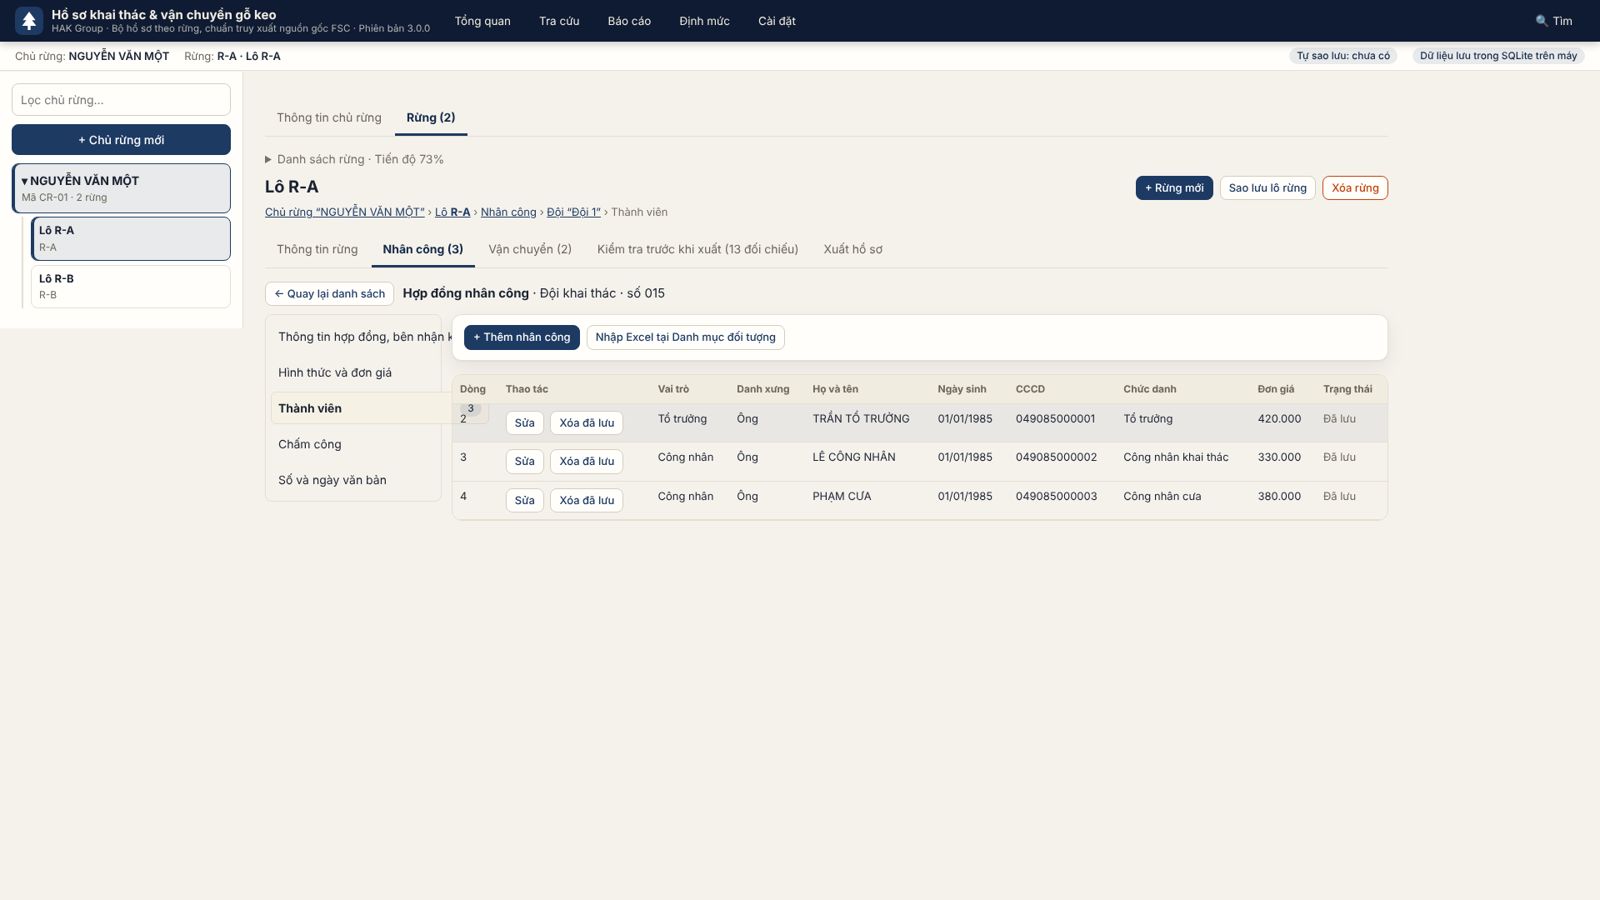 Hồ sơ khai thác & vận chuyển gỗ keo
HAK Group · Bộ hồ sơ theo rừng, chuẩn truy xuất nguồn gốc FSC · Phiên bản 3.0.0
Tổng quan Tra cứu Báo cáo Định mức Cài đặt
Tìm
Chủ rừng: NGUYỄN VĂN MỘT Rừng: R-A · Lô R-A
Tự sao lưu: chưa có
Dữ liệu lưu trong SQLite trên máy
Lọc chủ rừng...
+ Chủ rừng mới
▾ NGUYỄN VĂN MỘT
Mã CR-01 · 2 rừng
Lô R-A
R-A
Lô R-B
R-B
Thông tin chủ rừng Rừng (2)
▶ Danh sách rừng · Tiến độ 73%
Lô R-A
+ Rừng mới Sao lưu lô rừng Xóa rừng
Chủ rừng “NGUYỄN VĂN MỘT” › Lô R-A › Nhân công › Đội “Đội 1” › Thành viên
Thông tin rừng Nhân công (3) Vận chuyển (2) Kiểm tra trước khi xuất (13 đối chiếu) Xuất hồ sơ
← Quay lại danh sách Hợp đồng nhân công · Đội khai thác · số 015
Thông tin hợp đồng, bên nhận
Hình thức và đơn giá
Thành viên 3
Chấm công
Số và ngày văn bản
+ Thêm nhân công Nhập Excel tại Danh mục đối tượng
Dòng Thao tác Vai trò Danh xưng Họ và tên Ngày sinh CCCD Chức danh Đơn giá Trạng thái
2 Sửa Xóa đã lưu Tổ trưởng Ông TRẦN TỔ TRƯỞNG 01/01/1985 049085000001 Tổ trưởng 420.000 Đã lưu
3 Sửa Xóa đã lưu Công nhân Ông LÊ CÔNG NHÂN 01/01/1985 049085000002 Công nhân khai thác 330.000 Đã lưu
4 Sửa Xóa đã lưu Công nhân Ông PHẠM CƯA 01/01/1985 049085000003 Công nhân cưa 380.000 Đã lưu